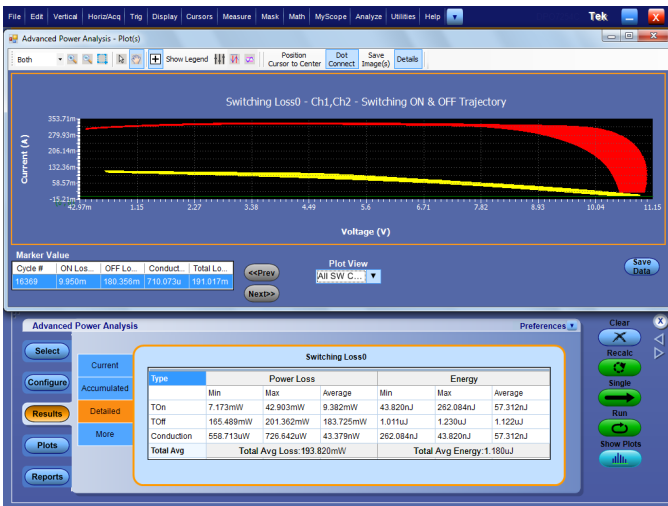 File Edit Vertical Horiz/Acq Trig Display Cursors Measure Mask Math MyScope Analyze Utilities Help Tek X
Advanced Power Analysis - Plot(s)
Both Show Legend Position Cursor to Center Dot Connect Save Image(s) Details
Switching Loss0 - Ch1,Ch2 - Switching ON & OFF Trajectory
Current (A)
353.71m
279.93m
206.14m
132.36m
58.57m
-15.21m
42.97m 1.15 2.27 3.38 4.49 5.6 6.71 7.82 8.93 10.04 11.15
Voltage (V)
Marker Value
Cycle # ON Los... OFF Lo... Conduct... Total Lo...
16369 9.950m 180.356m 710.073u 191.017m
<<Prev
Next>>
Plot View
All SW C...
Save Data
Advanced Power Analysis Preferences
Clear X
Select
Configure
Results
Plots
Reports
Current
Accumulated
Detailed
More
Switching Loss0
Type Power Loss Energy
Min Max Average Min Max Average
TOn 7.173mW 42.903mW 9.382mW 43.820nJ 262.084nJ 57.312nJ
TOff 165.489mW 201.362mW 183.725mW 1.011uJ 1.230uJ 1.122uJ
Conduction 558.713uW 726.642uW 43.379nW 262.084nJ 43.820nJ 57.312nJ
Total Avg Total Avg Loss:193.820mW Total Avg Energy:1.180uJ
Recalc
Single
Run
Show Plots